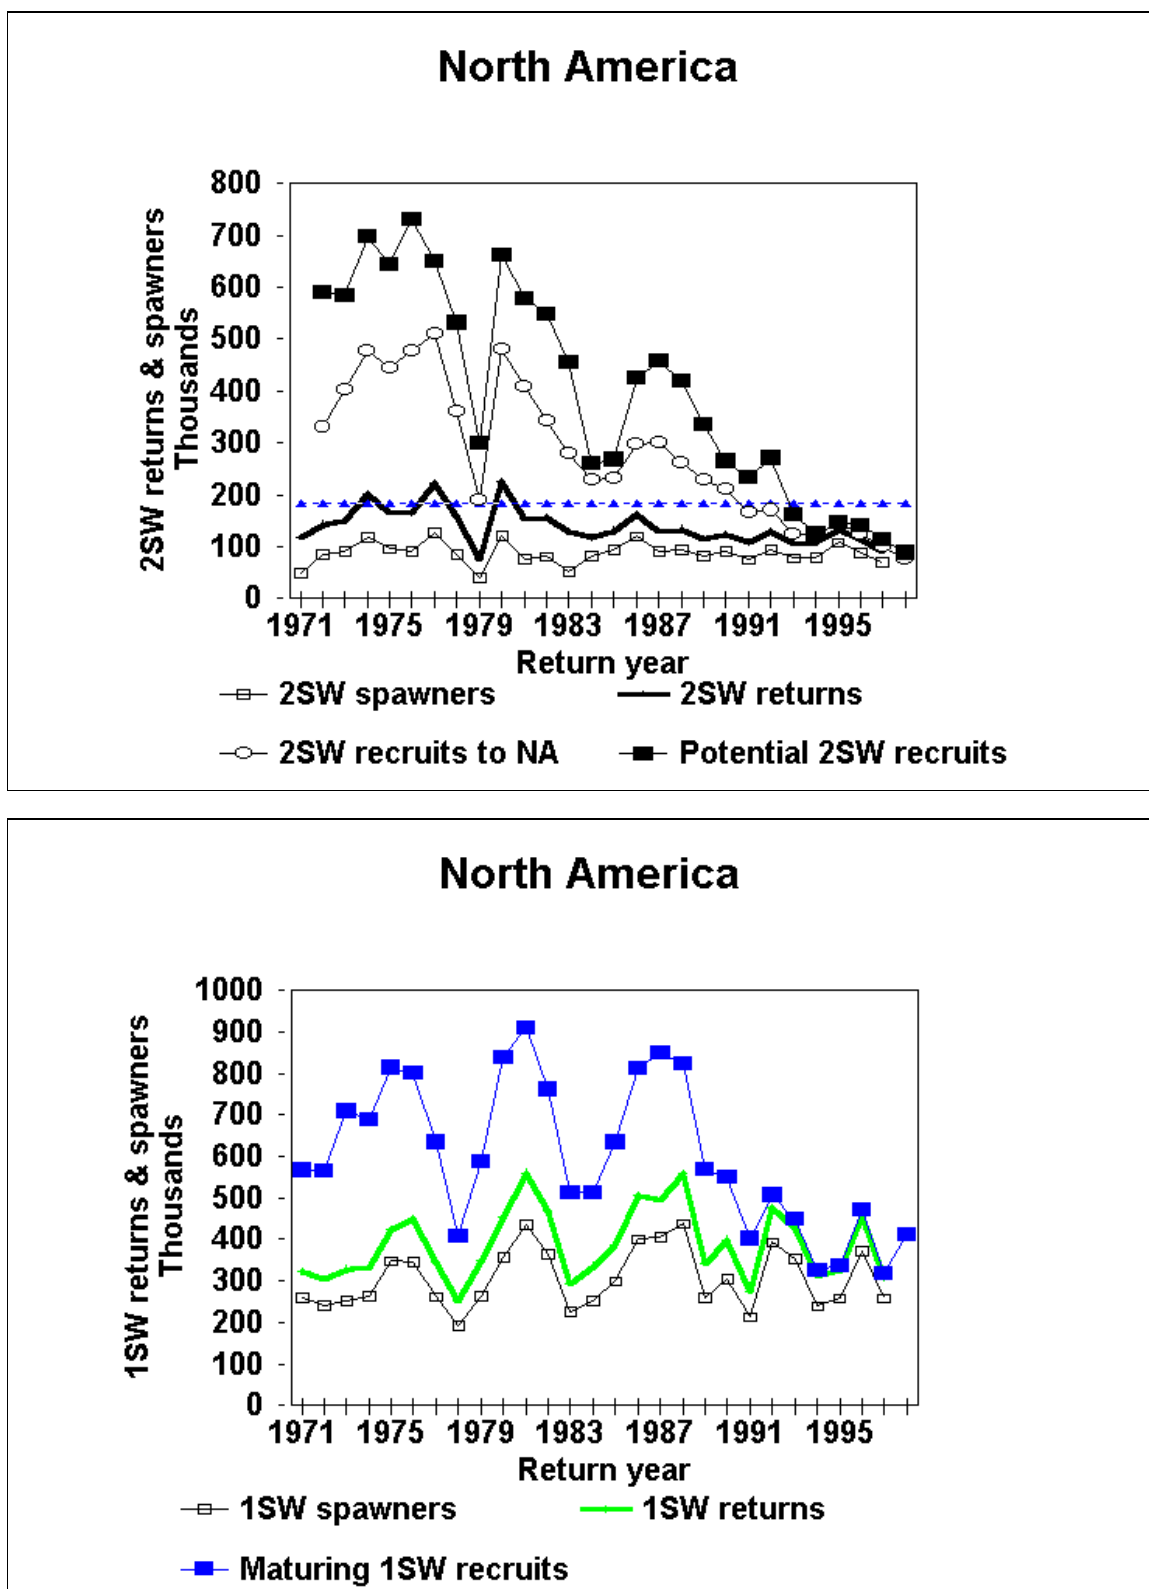 North America
800
700
600
500
400
300
200
100
0
2SW returns & spawners
Thousands
1971 1975 1979 1983 1987 1991 1995
Return year
2SW spawners 2SW returns
2SW recruits to NA Potential 2SW recruits
North America
1000
900
800
700
600
500
400
300
200
100
0
1SW returns & spawners
Thousands
1971 1975 1979 1983 1987 1991 1995
Return year
1SW spawners 1SW returns
Maturing 1SW recruits